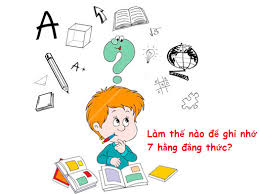 A
Làm thế nào để ghi nhớ
7 hằng đẳng thức?